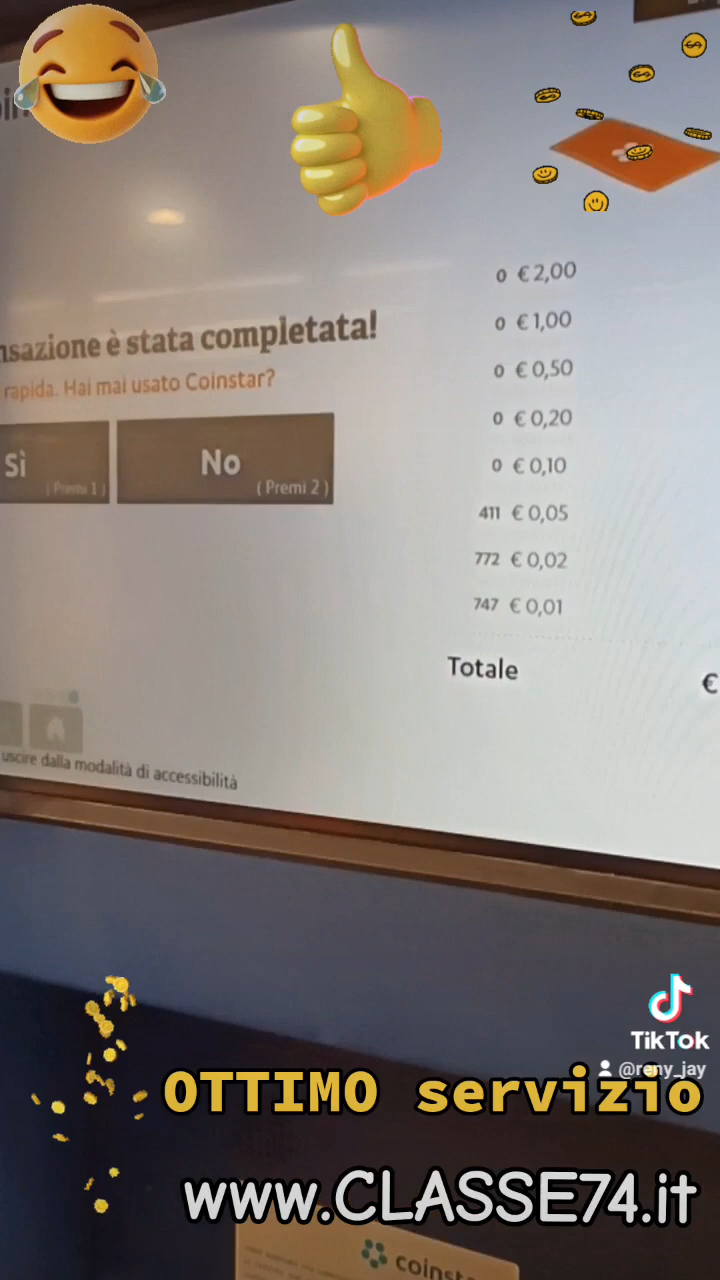 nsazione è stata completata!
rapida. Hai mai usato Coinstar?
Sì
( Premi 1 )
No
( Premi 2 )
0 € 2,00
0 € 1,00
0 € 0,50
0 € 0,20
0 € 0,10
411 € 0,05
772 € 0,02
747 € 0,01
Totale €
uscire dalla modalità di accessibilità
TikTok
@reny_jay
OTTIMO servizio
www.CLASSE74.it
coinst